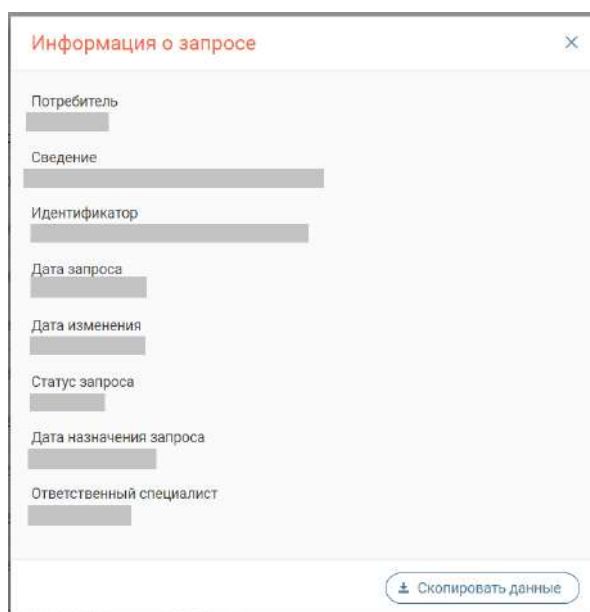 Информация о запросе
Потребитель
Сведение
Идентификатор
Дата запроса
Дата изменения
Статус запроса
Дата назначения запроса
Ответственный специалист
Скопировать данные